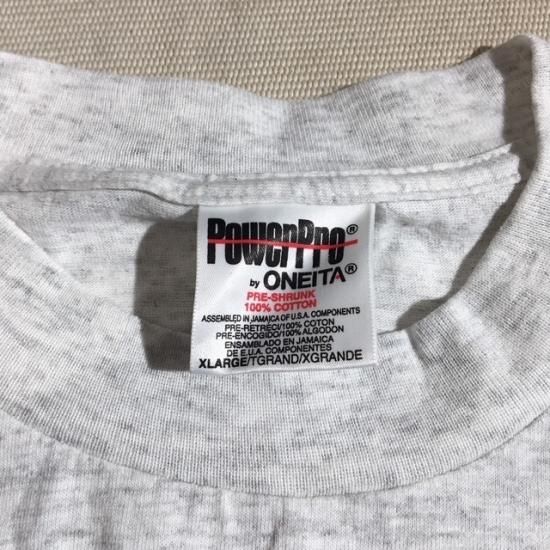 PowerPro®
by ONEITA®
PRE-SHRUNK
100% COTTON
ASSEMBLED IN JAMAICA OF U.S.A. COMPONENTS
PRE-RETRECI/100% COTON
PRE-ENCOGIDO/100% ALGODON
ENSAMBLADO EN JAMAICA
DE E.U.A. COMPONENTES
XLARGE/TGRAND/XGRANDE